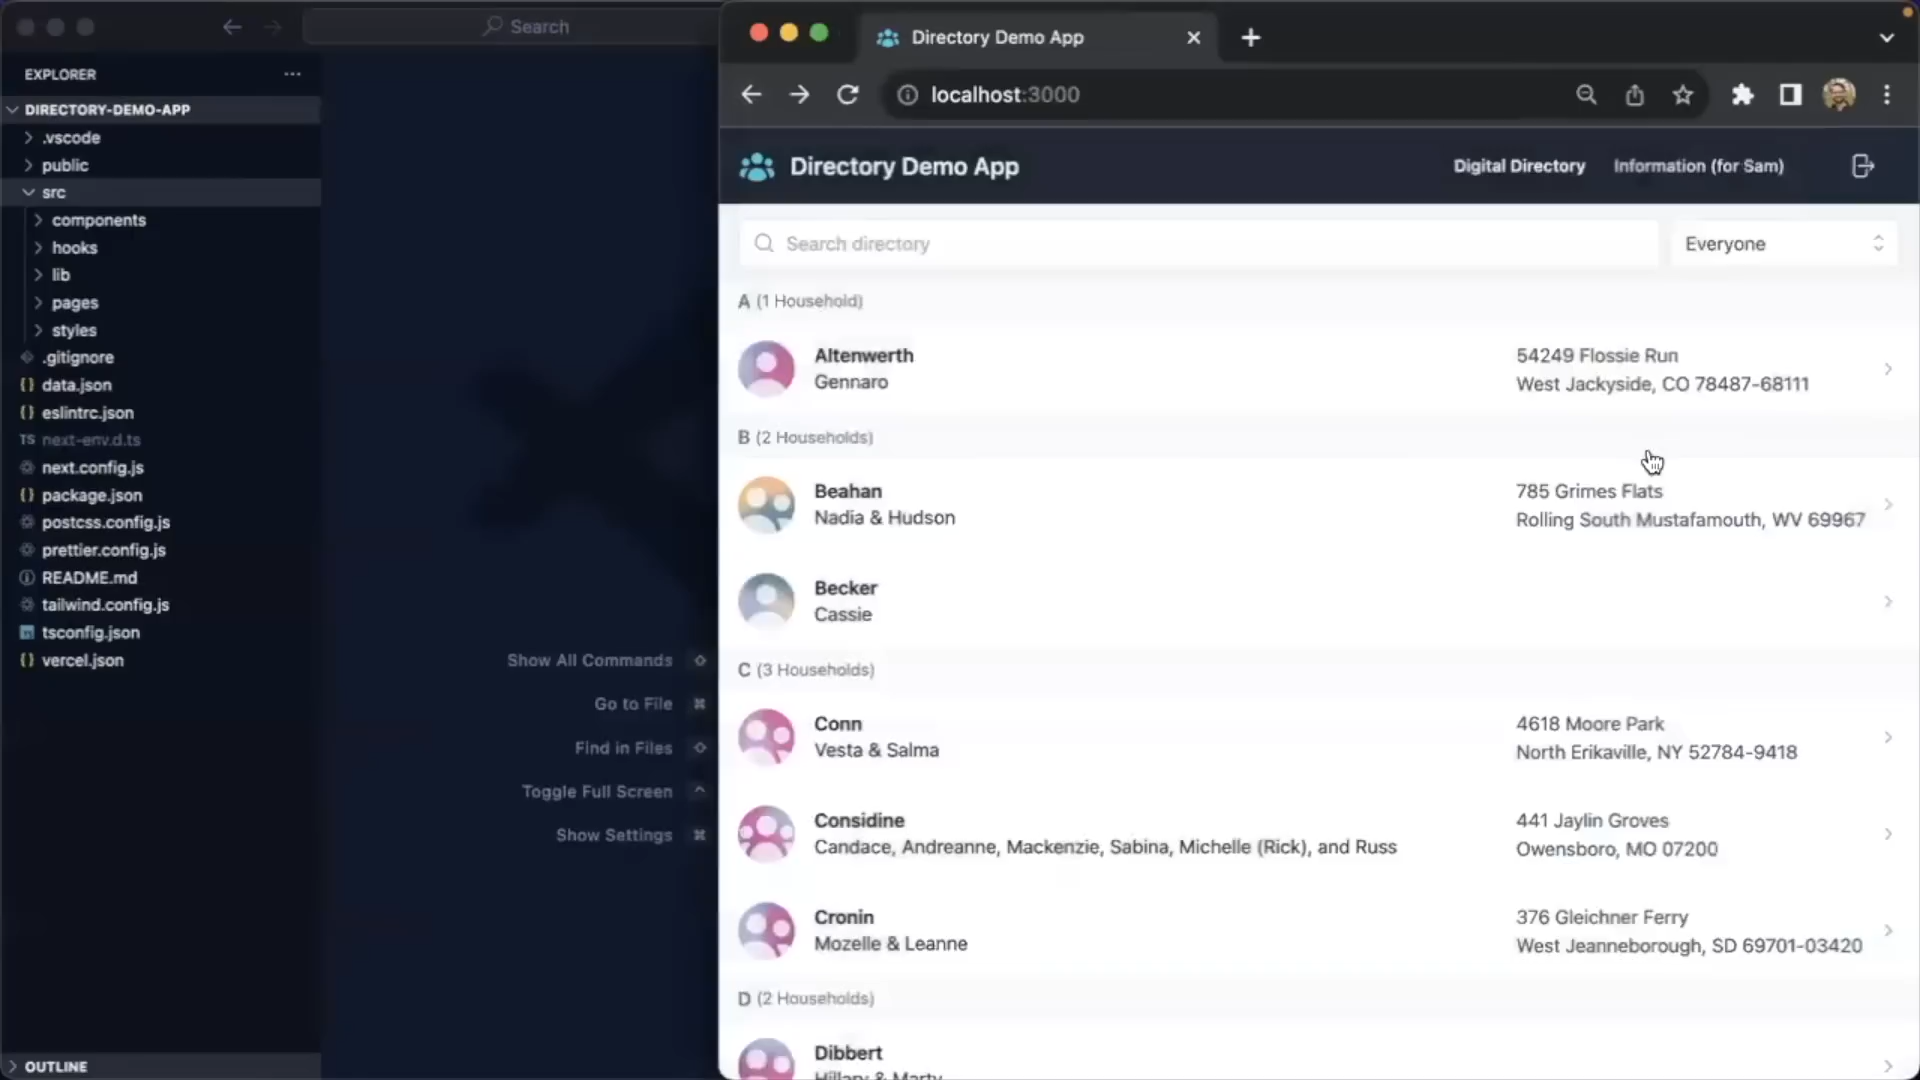 Search
EXPLORER
DIRECTORY-DEMO-APP
.vscode
public
src
components
hooks
lib
pages
styles
.gitignore
data.json
eslintrc.json
TS next-env.d.ts
next.config.js
package.json
postcss.config.js
prettier.config.js
README.md
tailwind.config.js
tsconfig.json
vercel.json
OUTLINE
Show All Commands
Go to File
Find in Files
Toggle Full Screen
Show Settings
Directory Demo App
localhost:3000
Directory Demo App
Digital Directory
Information (for Sam)
Search directory
Everyone
A (1 Household)
Altenwerth
Gennaro
54249 Flossie Run
West Jackyside, CO 78487-68111
B (2 Households)
Beahan
Nadia & Hudson
785 Grimes Flats
Rolling South Mustafamouth, WV 69967
Becker
Cassie
C (3 Households)
Conn
Vesta & Salma
4618 Moore Park
North Erikaville, NY 52784-9418
Considine
Candace, Andreanne, Mackenzie, Sabina, Michelle (Rick), and Russ
441 Jaylin Groves
Owensboro, MO 07200
Cronin
Mozelle & Leanne
376 Gleichner Ferry
West Jeanneborough, SD 69701-03420
D (2 Households)
Dibbert
Hillary & Marty